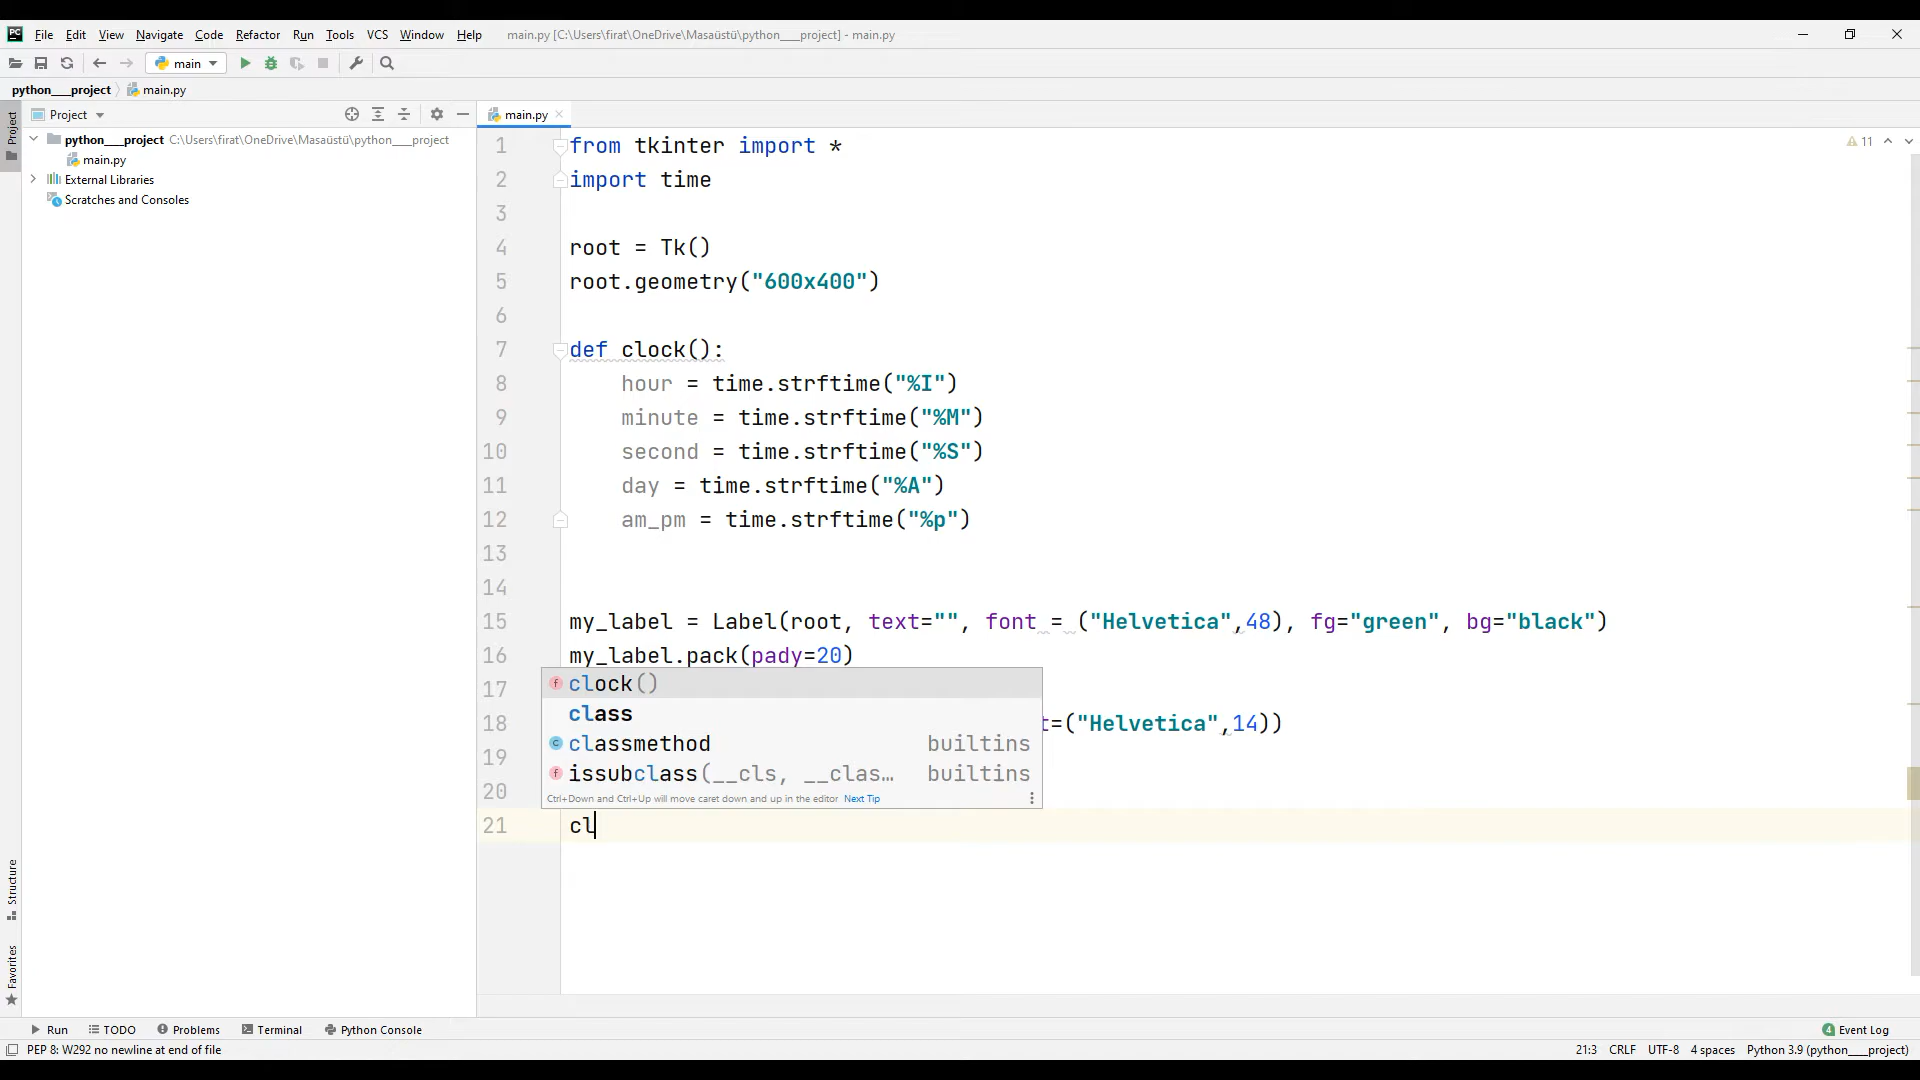 File Edit View Navigate Code Refactor Run Tools VCS Window Help main.py [C:\Users\firat\OneDrive\Masaüstü\python___project] - main.py
main
python___project main.py
Project main.py
python___project C:\Users\firat\OneDrive\Masaüstü\python___project
main.py
External Libraries
Scratches and Consoles
Project
Structure
Favorites
11
1 from tkinter import *
2 import time
3
4 root = Tk()
5 root.geometry("600x400")
6
7 def clock():
8 hour = time.strftime("%I")
9 minute = time.strftime("%M")
10 second = time.strftime("%S")
11 day = time.strftime("%A")
12 am_pm = time.strftime("%p")
13
14
15 my_label = Label(root, text="", font = ("Helvetica",48), fg="green", bg="black")
16 my_label.pack(pady=20)
17
18 t=("Helvetica",14))
19
20
21 cl
f clock()
class
c classmethod builtins
f issubclass(__cls, __clas… builtins
Ctrl+Down and Ctrl+Up will move caret down and up in the editor Next Tip
Run TODO Problems Terminal Python Console 4 Event Log
PEP 8: W292 no newline at end of file 21:3 CRLF UTF-8 4 spaces Python 3.9 (python___project)